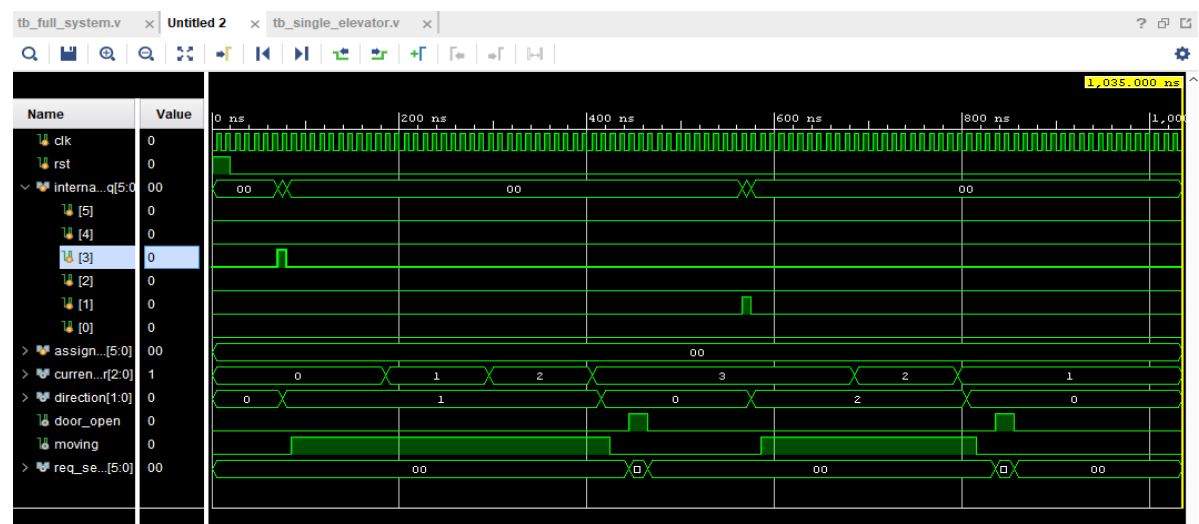 tb_full_system.v × Untitled 2 × tb_single_elevator.v ×
?
1,035.000 ns
Name Value
0 ns 200 ns 400 ns 600 ns 800 ns 1,00
clk 0
rst 0
interna...q[5:0 00 00 00 00
[5] 0
[4] 0
[3] 0
[2] 0
[1] 0
[0] 0
assign...[5:0] 00 00
curren...r[2:0] 1 0 1 2 3 2 1
direction[1:0] 0 0 1 0 2 0
door_open 0
moving 0
req_se...[5:0] 00 00 00 00